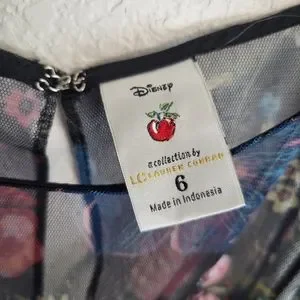 Disney
a collection by
LC LAUREN CONRAD
6
Made in Indonesia